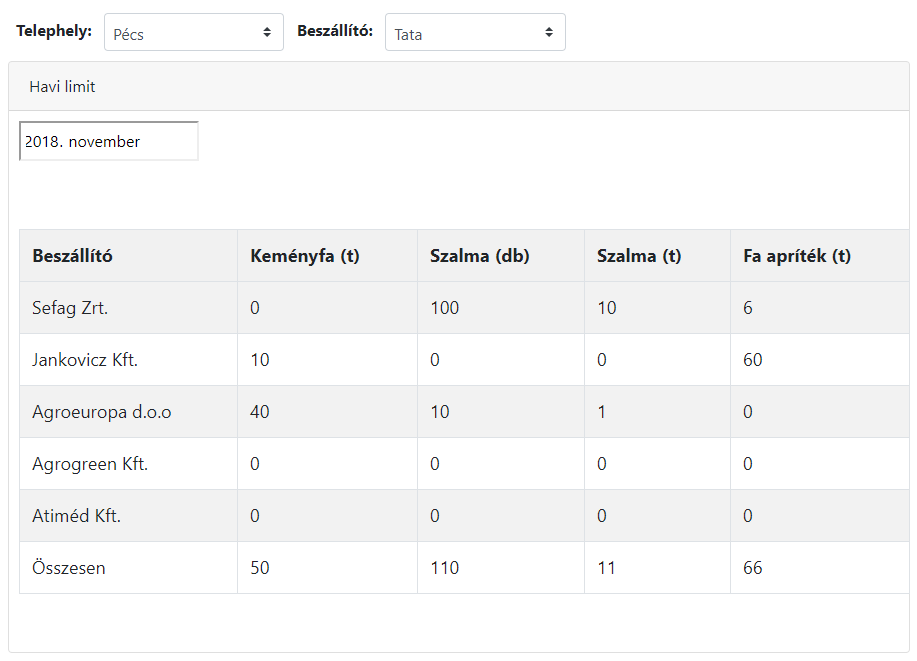 Telephely: Pécs Beszállító: Tata
Havi limit
2018. november
Beszállító Keményfa (t) Szalma (db) Szalma (t) Fa apríték (t)
Sefag Zrt. 0 100 10 6
Jankovicz Kft. 10 0 0 60
Agroeuropa d.o.o 40 10 1 0
Agrogreen Kft. 0 0 0 0
Atiméd Kft. 0 0 0 0
Összesen 50 110 11 66